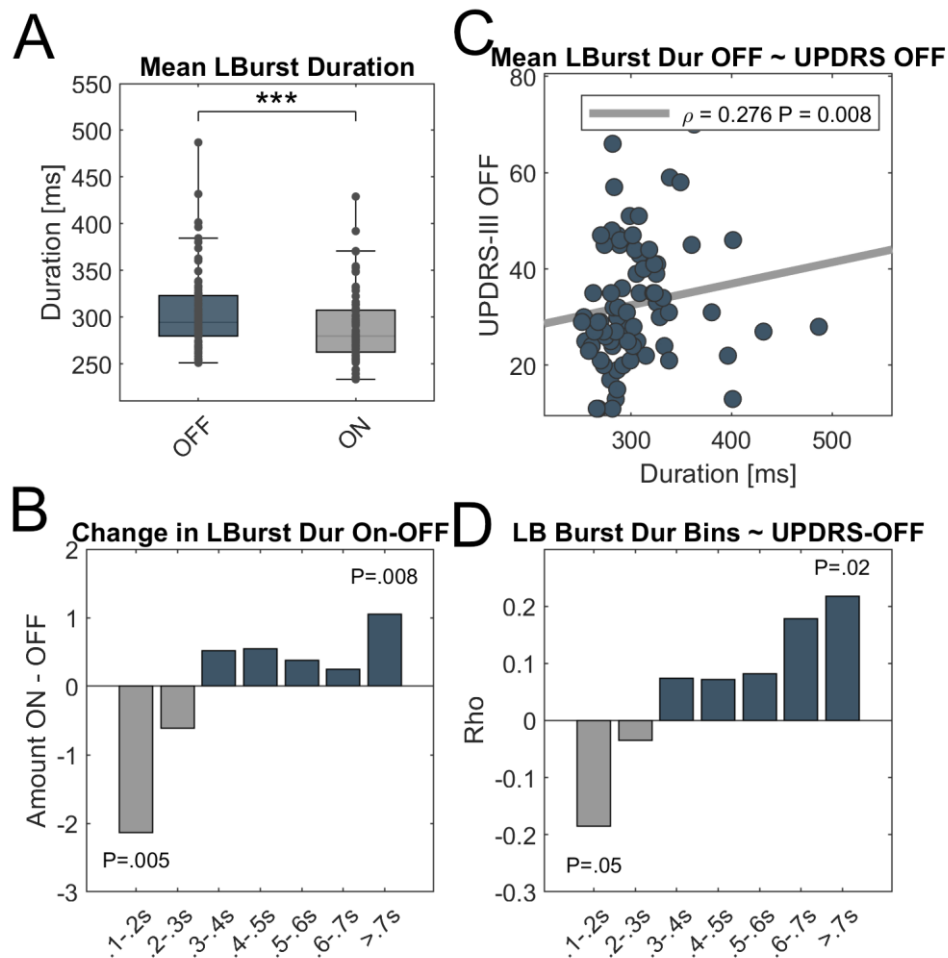 A
Mean LBurst Duration
***
Duration [ms]
550
500
450
400
350
300
250
OFF
ON
C
Mean LBurst Dur OFF ~ UPDRS OFF
ρ = 0.276 P = 0.008
UPDRS-III OFF
80
60
40
20
300
400
500
Duration [ms]
B
Change in LBurst Dur On-OFF
P=.008
Amount ON - OFF
2
1
0
-1
-2
-3
P=.005
.1-.2s
.2-.3s
.3-.4s
.4-.5s
.5-.6s
.6-.7s
>.7s
D
LB Burst Dur Bins ~ UPDRS-OFF
P=.02
Rho
0.2
0.1
0
-0.1
-0.2
-0.3
P=.05
.1-.2s
.2-.3s
.3-.4s
.4-.5s
.5-.6s
.6-.7s
>.7s